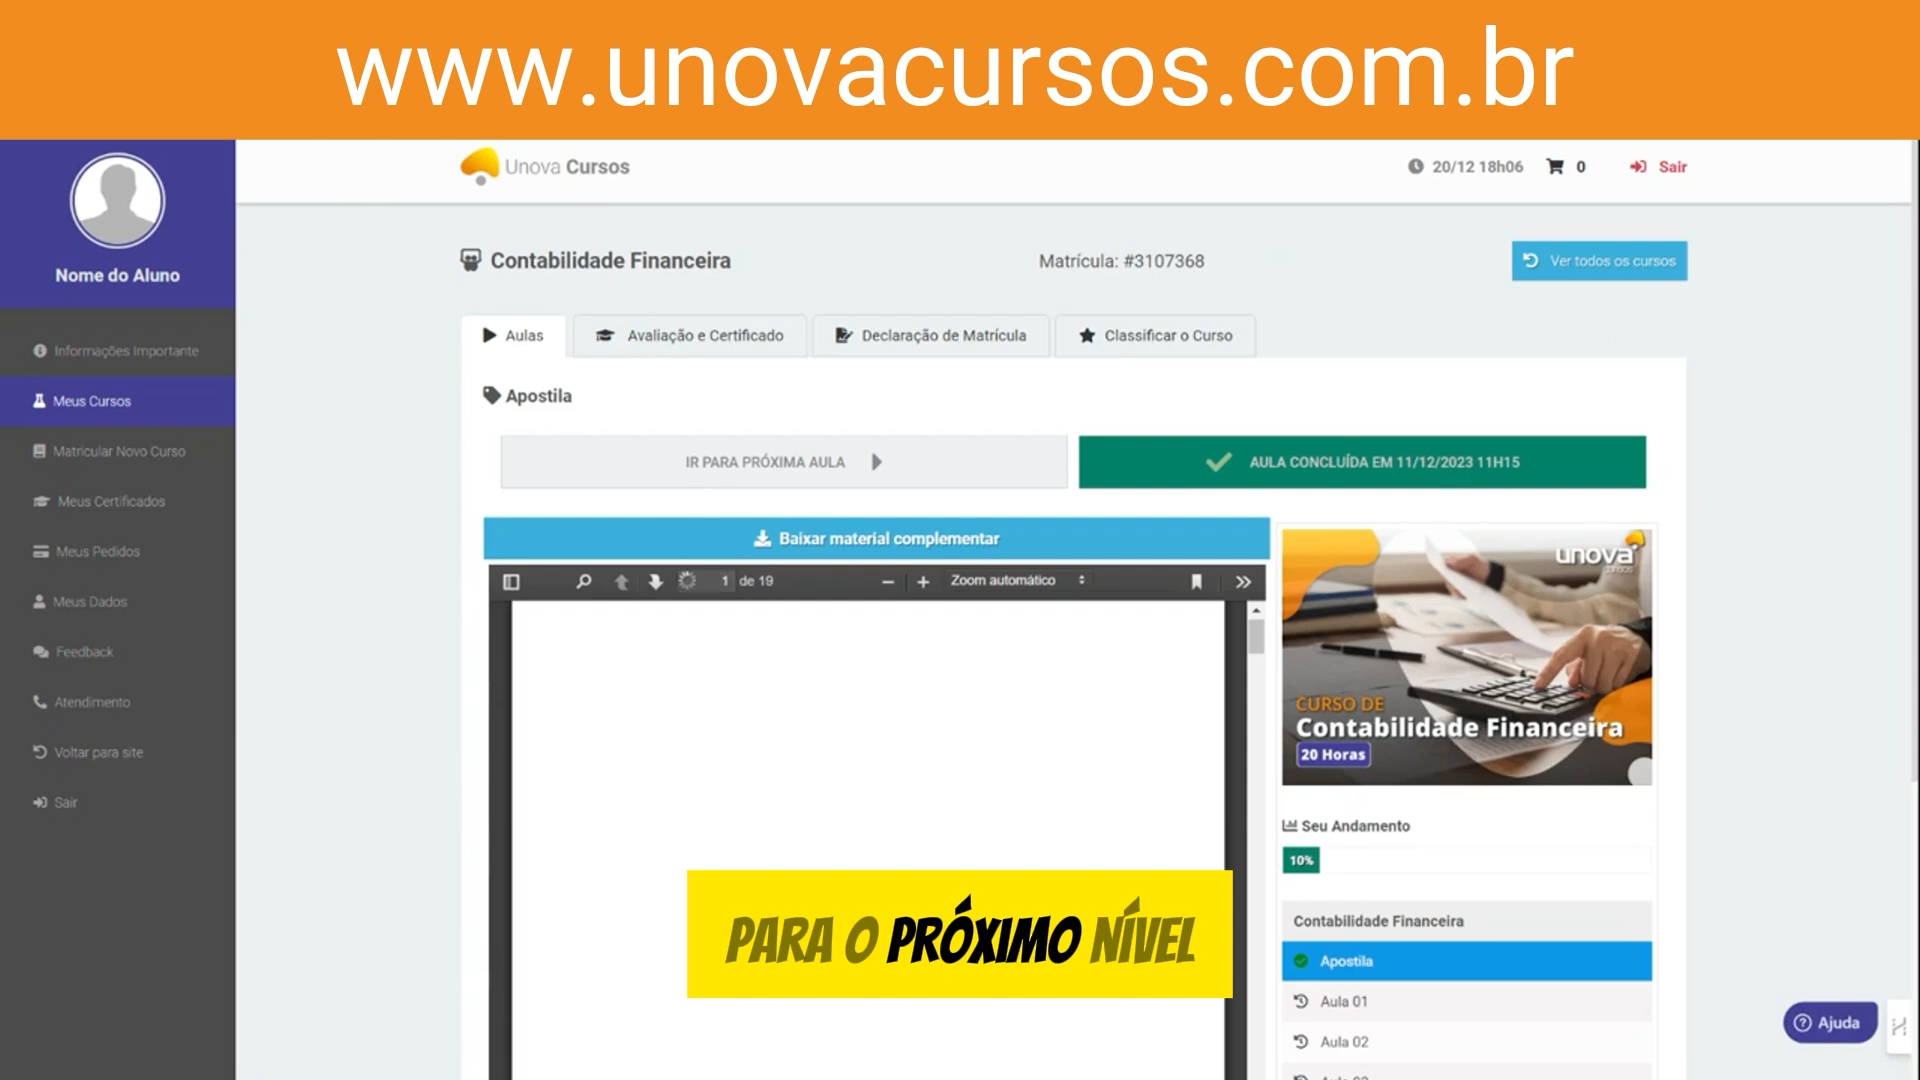 www.unovacursos.com.br
Unova Cursos
20/12 18h06
0
Sair
Nome do Aluno
Informações Importante
Meus Cursos
Matricular Novo Curso
Meus Certificados
Meus Pedidos
Meus Dados
Feedback
Atendimento
Voltar para site
Sair
Contabilidade Financeira
Matrícula: #3107368
Ver todos os cursos
Aulas
Avaliação e Certificado
Declaração de Matrícula
Classificar o Curso
Apostila
IR PARA PRÓXIMA AULA
AULA CONCLUÍDA EM 11/12/2023 11H15
Baixar material complementar
1 de 19
Zoom automático
unova
CURSOS
CURSO DE
Contabilidade Financeira
20 Horas
Seu Andamento
10%
Contabilidade Financeira
Apostila
Aula 01
Aula 02
PARA O PRÓXIMO NÍVEL
Ajuda